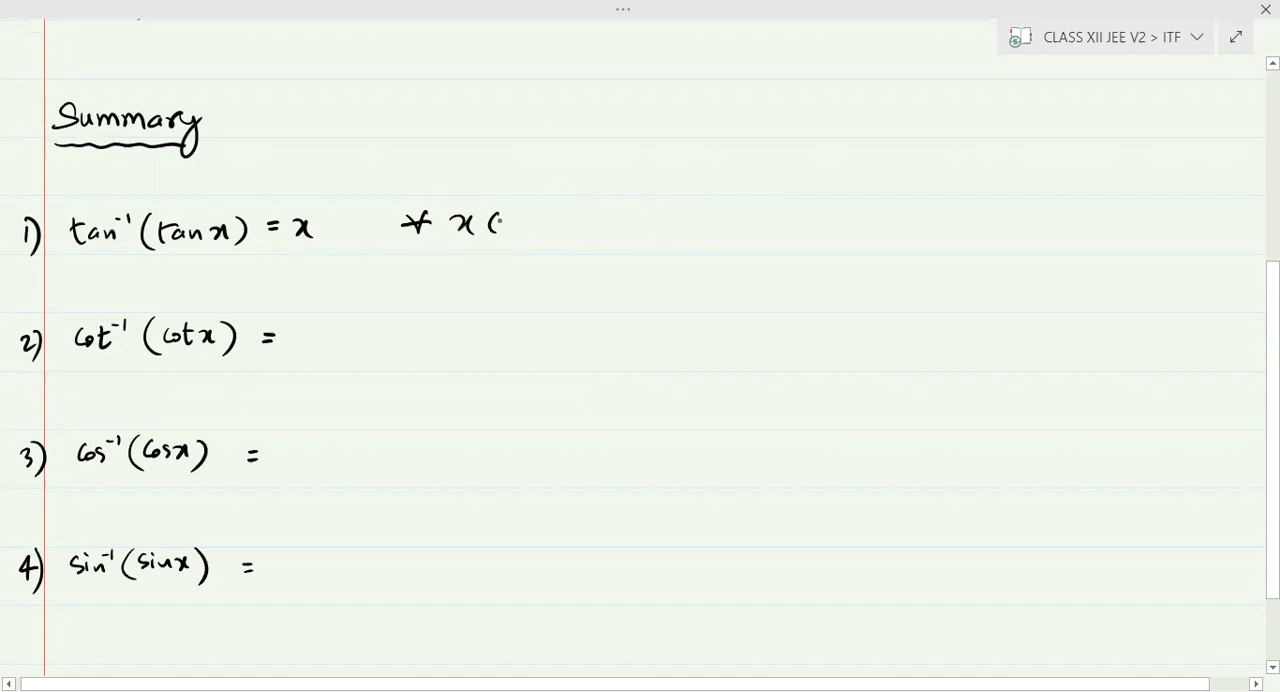 CLASS XII JEE V2 > ITF
Summary
1) tan⁻¹(tan x) = x ∀ x (
2) cot⁻¹(cot x) =
3) cos⁻¹(cos x) =
4) sin⁻¹(sin x) =